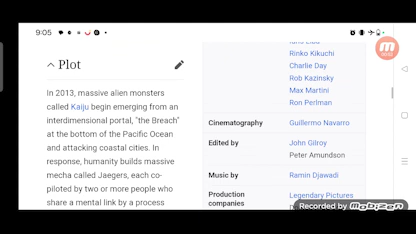 9:05
Plot
In 2013, massive alien monsters
called Kaiju begin emerging from an
interdimensional portal, "the Breach"
at the bottom of the Pacific Ocean
and attacking coastal cities. In
response, humanity builds massive
mecha called Jaegers, each co-
piloted by two or more people who
share a mental link by a process
Rinko Kikuchi
Charlie Day
Rob Kazinsky
Max Martini
Ron Perlman
Cinematography Guillermo Navarro
Edited by John Gilroy
Peter Amundson
Music by Ramin Djawadi
Production Legendary Pictures
companies
Recorded by Mobizen